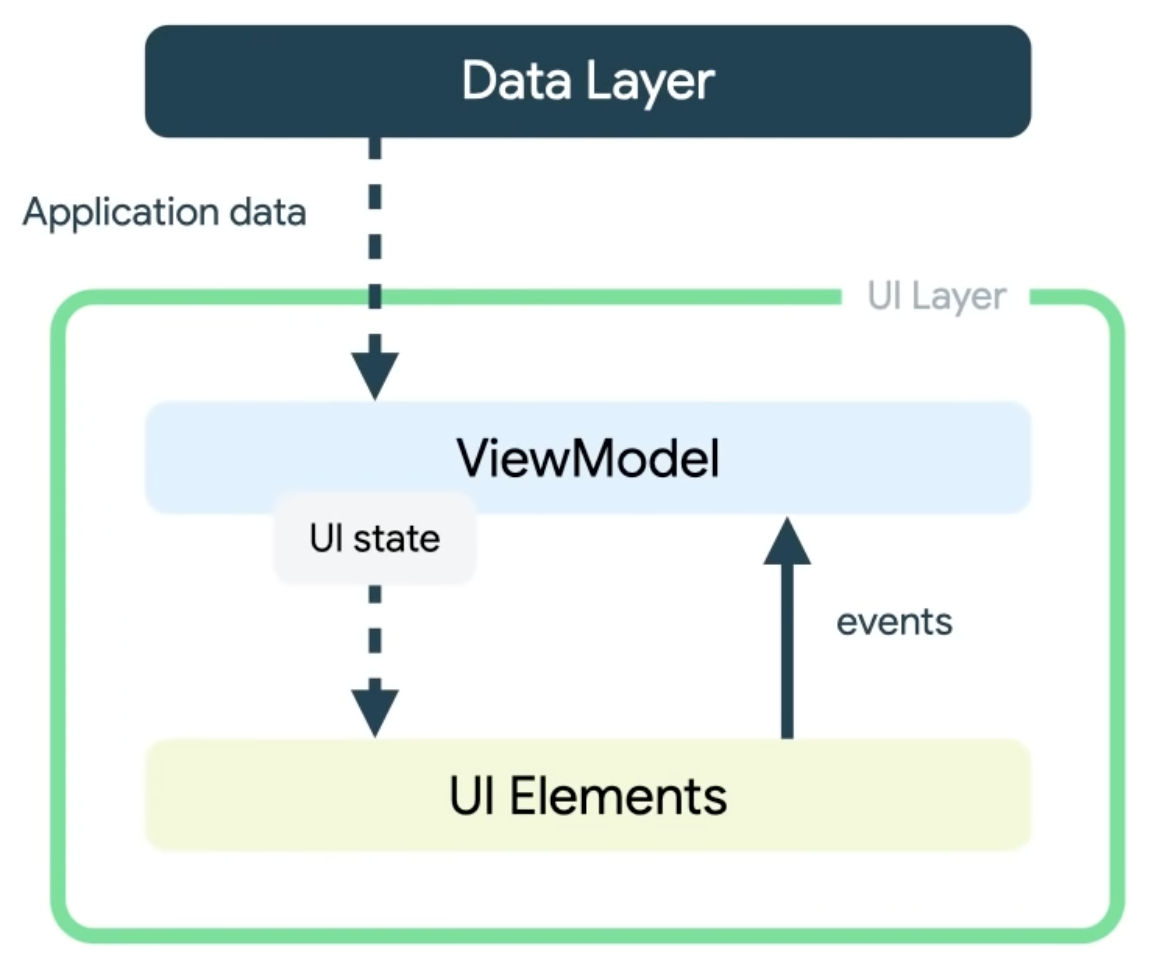 Data Layer
Application data
UI Layer
ViewModel
UI state
events
UI Elements